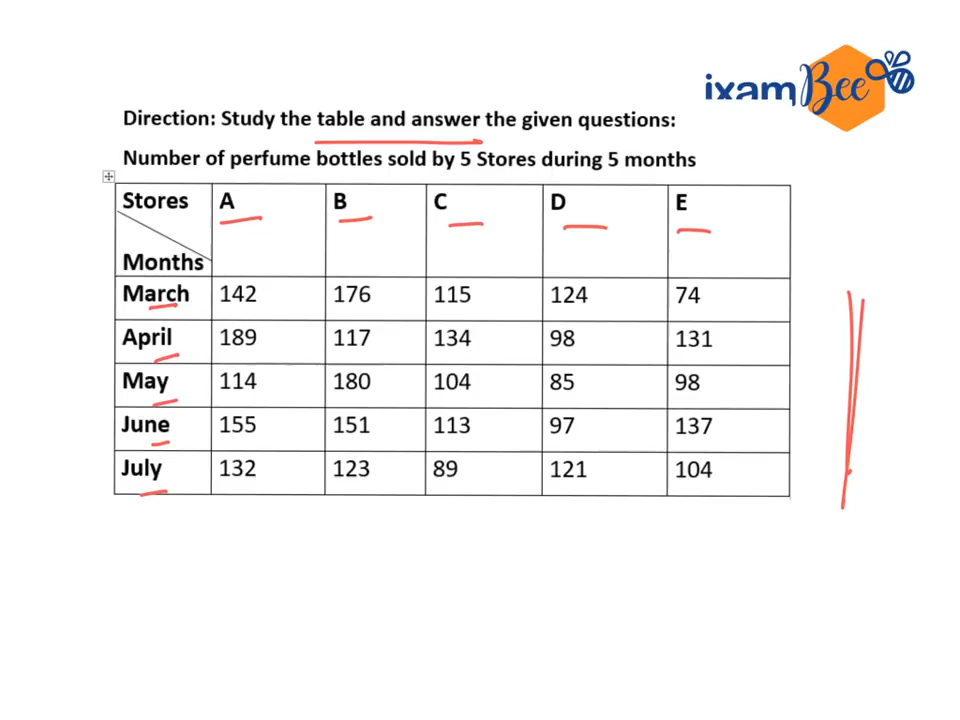 ixamBee
Direction: Study the table and answer the given questions:
Number of perfume bottles sold by 5 Stores during 5 months
Stores A B C D E
Months
March 142 176 115 124 74
April 189 117 134 98 131
May 114 180 104 85 98
June 155 151 113 97 137
July 132 123 89 121 104